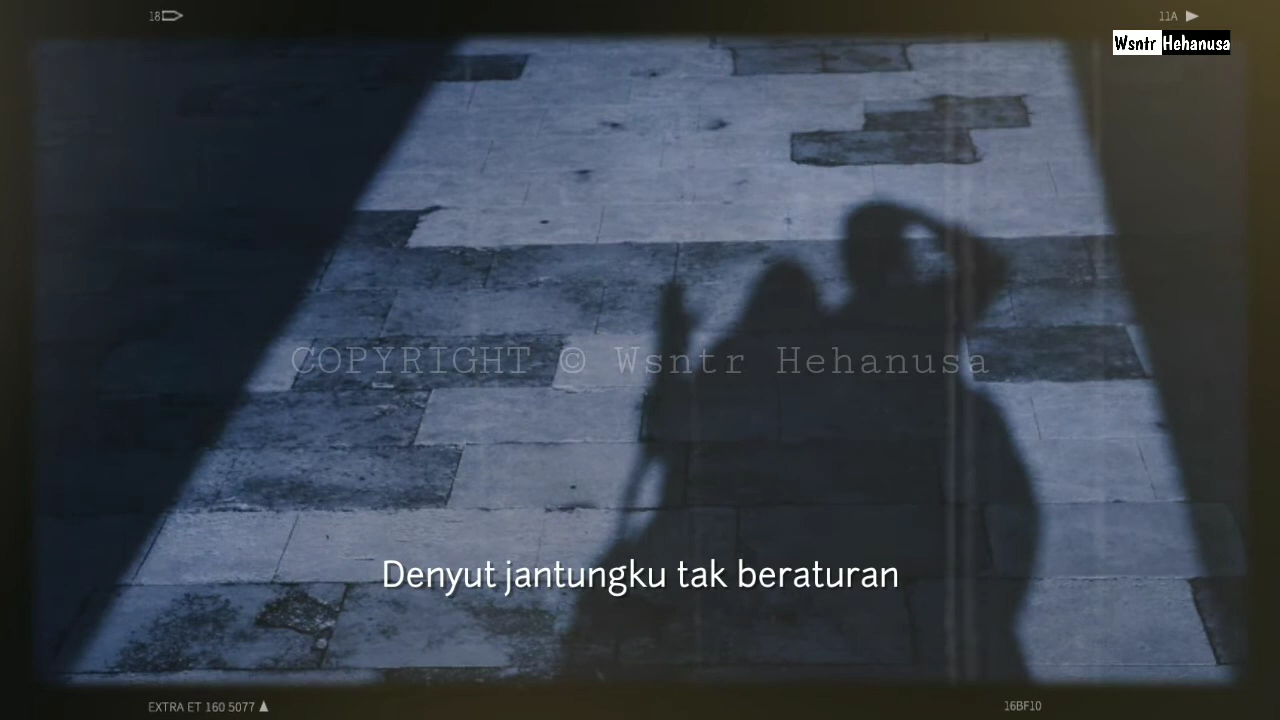 18
11A
Wsntr Hehanusa
COPYRIGHT © Wsntr Hehanusa
Denyut jantungku tak beraturan
EXTRA ET 160 5077
16BF10